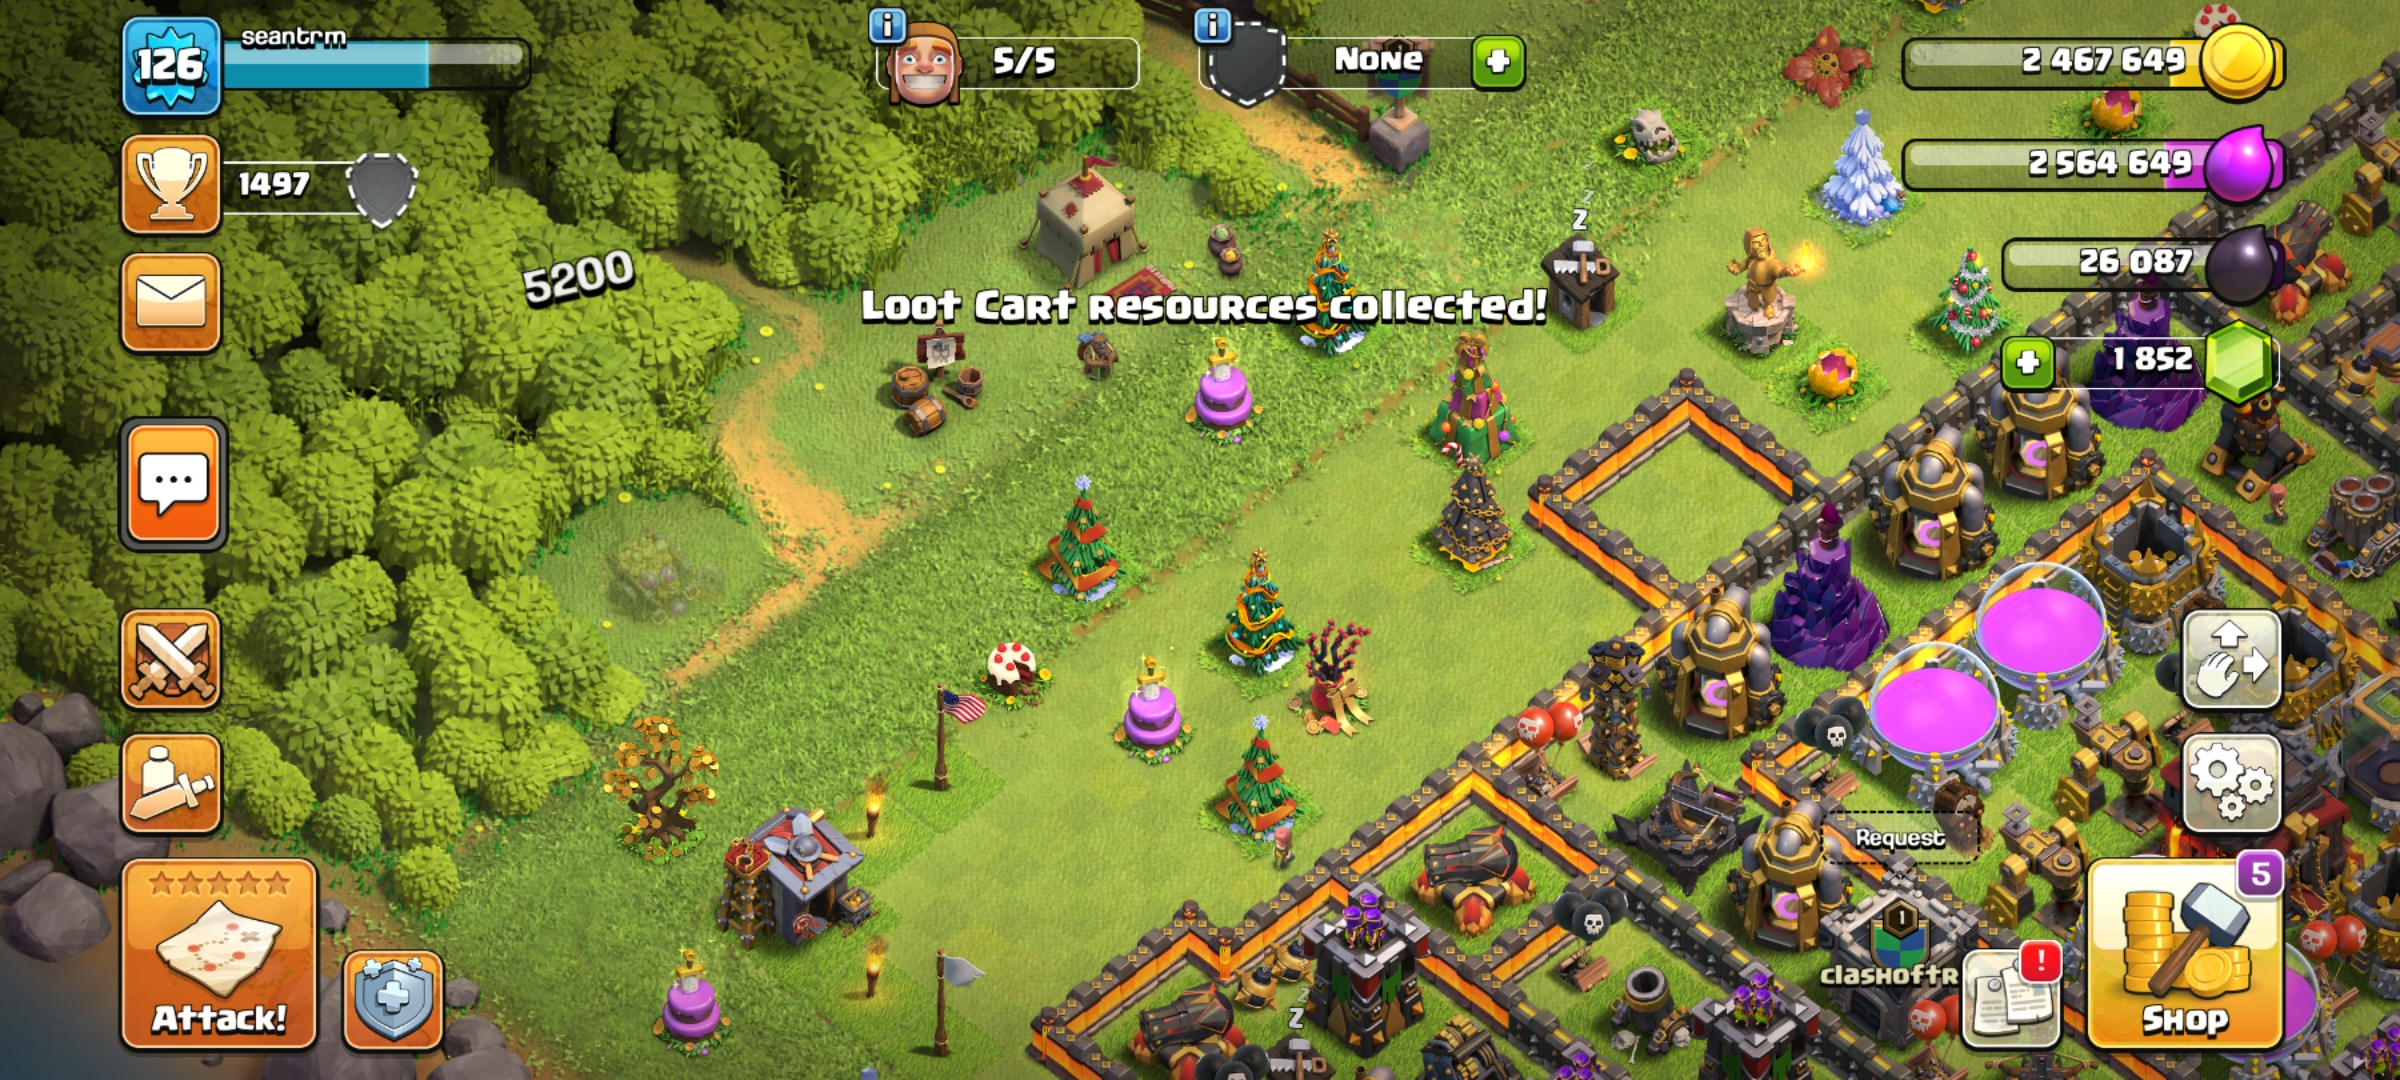 126
seantrm
5/5
None
2 467 649
1497
2 564 649
5200
26 087
Loot Cart resources collected!
1 852
Request
1
clashoftr
Attack!
5
!
Shop
z
z
z
z